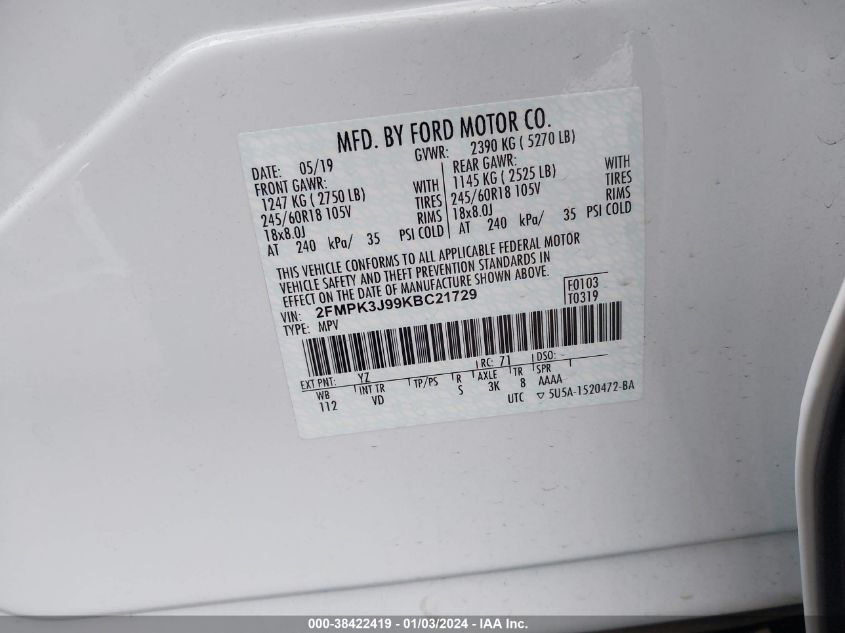 MFD. BY FORD MOTOR CO.
DATE: 05/19 GVWR: 2390 KG ( 5270 LB)
FRONT GAWR: REAR GAWR:
1247 KG ( 2750 LB) WITH 1145 KG ( 2525 LB) WITH
245/60R18 105V TIRES 245/60R18 105V TIRES
18x8.0J RIMS 18x8.0J RIMS
AT 240 kPa/ 35 PSI COLD AT 240 kPa/ 35 PSI COLD
THIS VEHICLE CONFORMS TO ALL APPLICABLE FEDERAL MOTOR
VEHICLE SAFETY AND THEFT PREVENTION STANDARDS IN
EFFECT ON THE DATE OF MANUFACTURE SHOWN ABOVE.
VIN: 2FMPK3J99KBC21729 F0103
TYPE: MPV T0319
EXT PNT: YZ RC: 71 DSO:
WB INT TR TP/PS R AXLE TR SPR
112 VD S 3K 8 AAAA
UTC ▽ 5U5A-1520472-BA
000-38422419 - 01/03/2024 - IAA Inc.